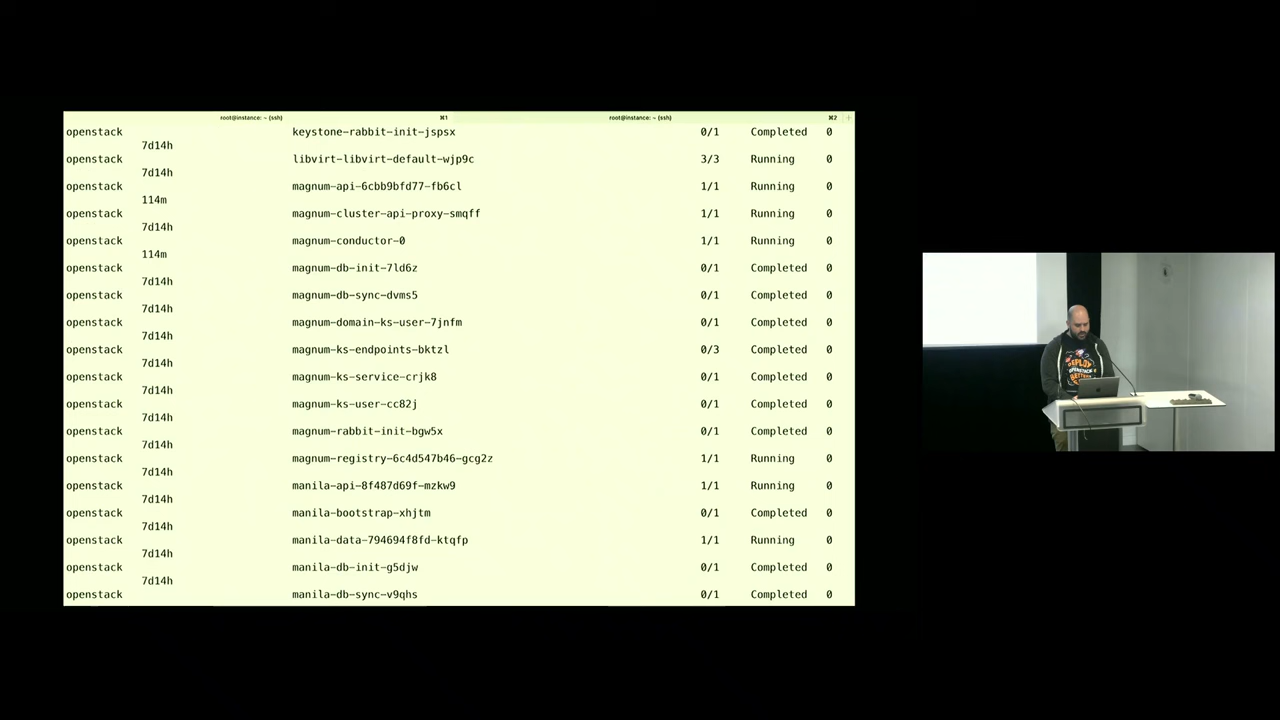 root@instance: ~ (ssh) ⌘1 root@instance: ~ (ssh) ⌘2 +
openstack keystone-rabbit-init-jspsx 0/1 Completed 0
7d14h
openstack libvirt-libvirt-default-wjp9c 3/3 Running 0
7d14h
openstack magnum-api-6cbb9bfd77-fb6cl 1/1 Running 0
114m
openstack magnum-cluster-api-proxy-smqff 1/1 Running 0
7d14h
openstack magnum-conductor-0 1/1 Running 0
114m
openstack magnum-db-init-7ld6z 0/1 Completed 0
7d14h
openstack magnum-db-sync-dvms5 0/1 Completed 0
7d14h
openstack magnum-domain-ks-user-7jnfm 0/1 Completed 0
7d14h
openstack magnum-ks-endpoints-bktzl 0/3 Completed 0
7d14h
openstack magnum-ks-service-crjk8 0/1 Completed 0
7d14h
openstack magnum-ks-user-cc82j 0/1 Completed 0
7d14h
openstack magnum-rabbit-init-bgw5x 0/1 Completed 0
7d14h
openstack magnum-registry-6c4d547b46-gcg2z 1/1 Running 0
7d14h
openstack manila-api-8f487d69f-mzkw9 1/1 Running 0
7d14h
openstack manila-bootstrap-xhjtm 0/1 Completed 0
7d14h
openstack manila-data-794694f8fd-ktqfp 1/1 Running 0
7d14h
openstack manila-db-init-g5djw 0/1 Completed 0
7d14h
openstack manila-db-sync-v9qhs 0/1 Completed 0
DEPLOY
OPENSTACK
BETTER